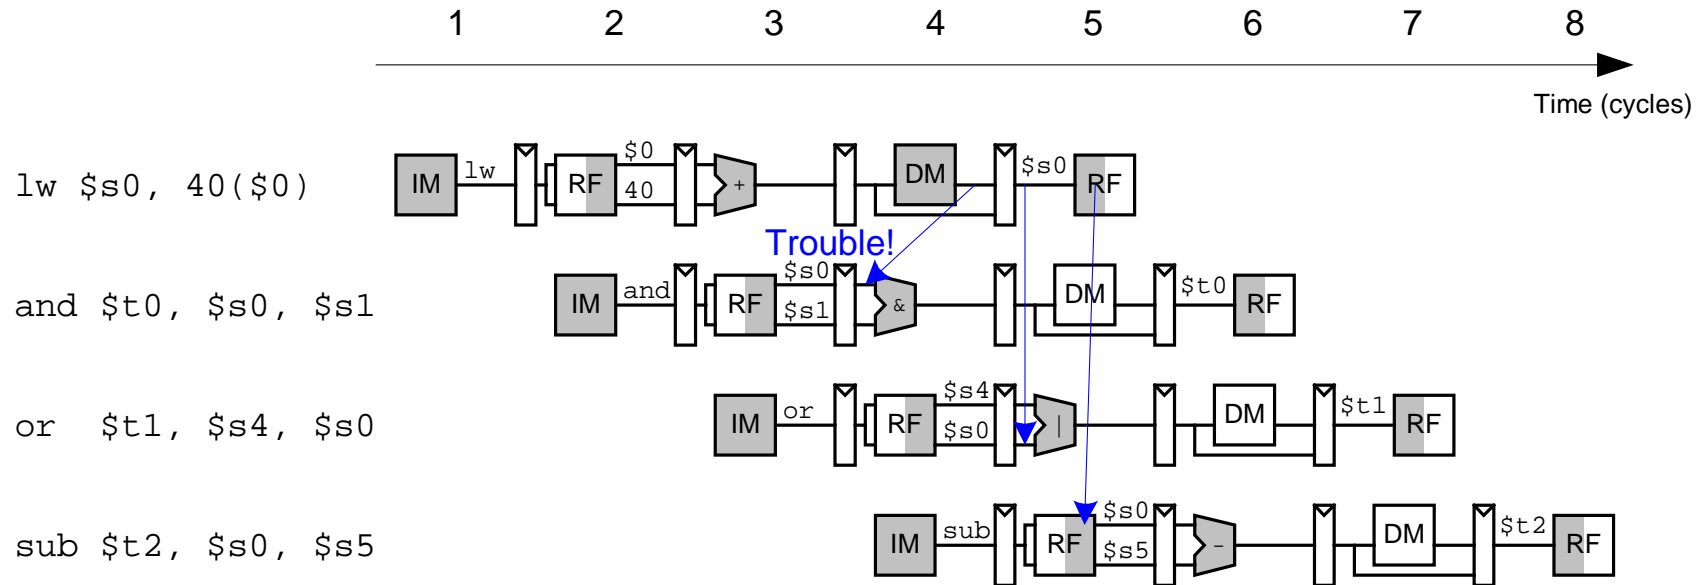 1 2 3 4 5 6 7 8
Time (cycles)
lw $s0, 40($0) IM lw RF $0 40 + DM $s0 RF
Trouble!
and $t0, $s0, $s1 IM and RF $s0 $s1 & DM $t0 RF
or $t1, $s4, $s0 IM or RF $s4 $s0 | DM $t1 RF
sub $t2, $s0, $s5 IM sub RF $s0 $s5 - DM $t2 RF